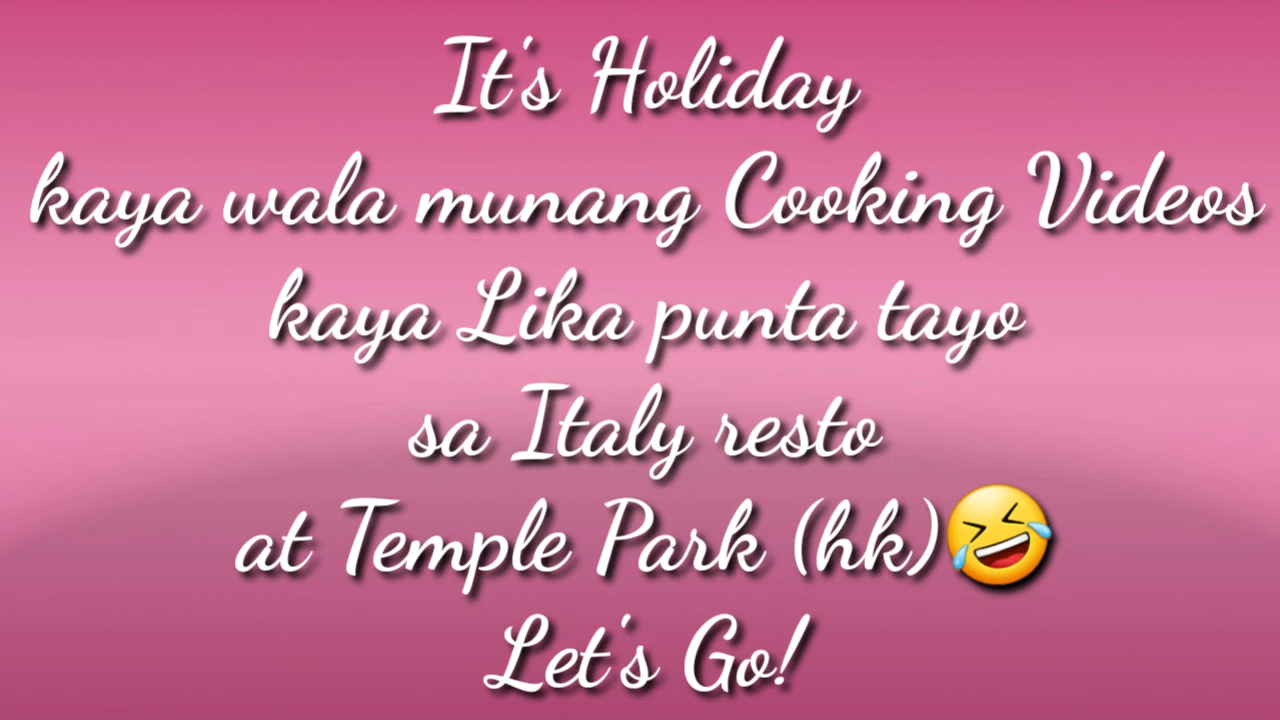 It's Holiday
kaya wala munang Cooking Videos
kaya Lika punta tayo
sa Italy resto
at Temple Park (hk)🤣
Let's Go!